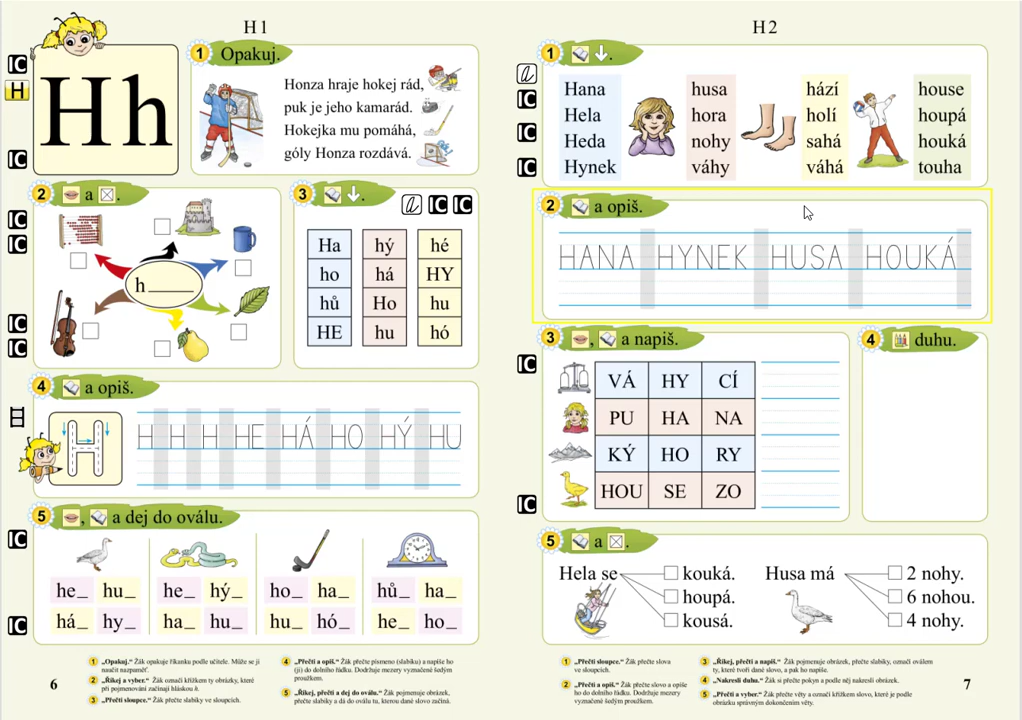 H 1
H h
1 Opakuj.
Honza hraje hokej rád,
puk je jeho kamarád.
Hokejka mu pomáhá,
góly Honza rozdává.
2 a .
h_____
3 .
Ha hý hé
ho há HY
hů Ho hu
HE hu hó
4 a opiš.
H
H H H HE HÁ HO HÝ HU
5 , a dej do oválu.
he_ hu_ he_ hý_ ho_ ha_ hů_ ha_
há_ hy_ ha_ hu_ hu_ hó_ he_ ho_
1 „Opakuj.“ Žák opakuje říkanku podle učitele. Může se ji
naučit nazpaměť.
2 „Říkej a vyber.“ Žák označí křížkem ty obrázky, které
při pojmenování začínají hláskou h.
3 „Přečti sloupce.“ Žák přečte slabiky ve sloupcích.
4 „Přečti a opiš.“ Žák přečte písmeno (slabiku) a napíše ho
(ji) do dolního řádku. Dodržuje mezery
vyznačené šedým
proužkem.
5 „Říkej, přečti a dej do oválu.“ Žák pojmenuje obrázek,
přečte slabiky a dá do oválu tu, kterou dané slovo začíná.
6
H 2
1 .
Hana husa hází house
Hela hora holí houpá
Heda nohy sahá houká
Hynek váhy váhá touha
2 a opiš.
HANA HYNEK HUSA HOUKÁ
3 , a napiš.
VÁ HY CÍ
PU HA NA
KÝ HO RY
HOU SE ZO
4 duhu.
5 a .
Hela se kouká.
houpá.
kousá.
Husa má 2 nohy.
6 nohou.
4 nohy.
1 „Přečti sloupce.“ Žák přečte slova
ve sloupcích.
2 „Přečti a opiš.“ Žák přečte slovo a opíše
ho do dolního řádku. Dodržuje mezery
vyznačené šedým proužkem.
3 „Říkej, přečti a napiš.“ Žák pojmenuje obrázek, přečte slabiky, označí oválem
ty, které tvoří dané slovo, a pak ho napíše.
4 „Nakresli duhu.“ Žák si přečte pokyn a podle něj nakreslí obrázek.
5 „Přečti a vyber.“ Žák přečte věty a označí křížkem slovo, které je podle
obrázku správným dokončením věty.
7